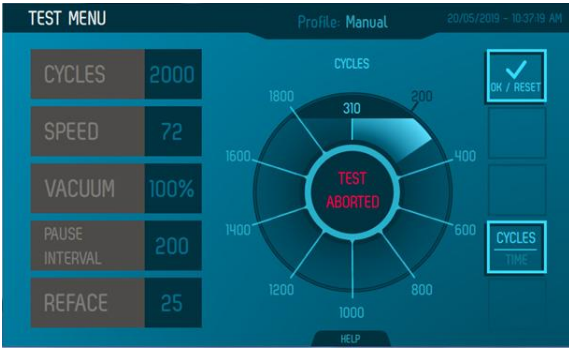 TEST MENU
Profile: Manual
20/05/2019 - 10:37:19 AM
CYCLES 2000
SPEED 72
VACUUM 100%
PAUSE
INTERVAL 200
REFACE 25
CYCLES
310
200
400
600
800
1000
1200
1400
1600
1800
TEST
ABORTED
OK / RESET
CYCLES
TIME
HELP